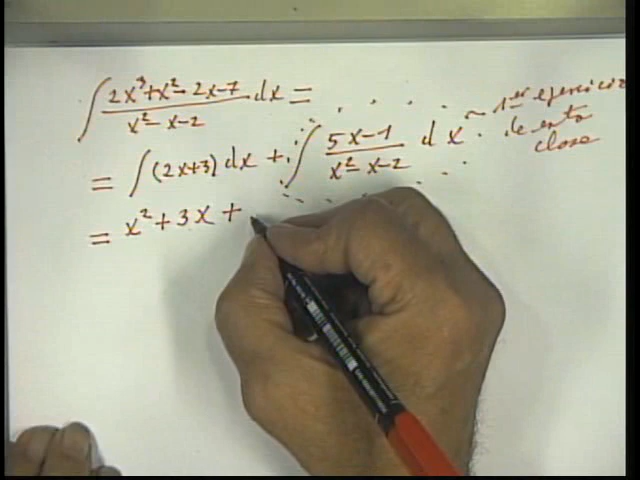 ∫ (2x³+x²-2x-7)/(x²-x-2) dx =
= ∫ (2x+3) dx + ∫ (5x-1)/(x²-x-2) dx
~ 1er ejercicio
de esta
clase
= x² + 3x +